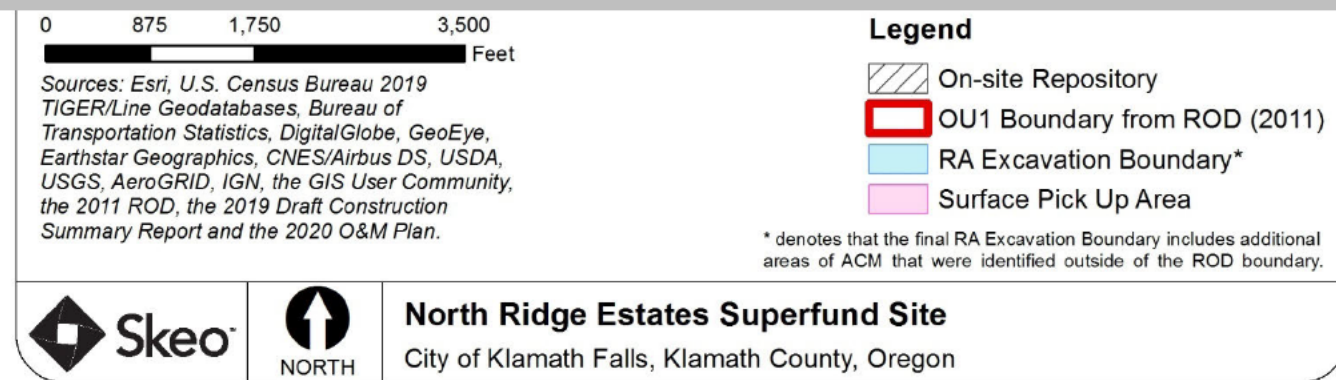 0 875 1,750 3,500
Feet
Sources: Esri, U.S. Census Bureau 2019
TIGER/Line Geodatabases, Bureau of
Transportation Statistics, DigitalGlobe, GeoEye,
Earthstar Geographics, CNES/Airbus DS, USDA,
USGS, AeroGRID, IGN, the GIS User Community,
the 2011 ROD, the 2019 Draft Construction
Summary Report and the 2020 O&M Plan.
Legend
On-site Repository
OU1 Boundary from ROD (2011)
RA Excavation Boundary*
Surface Pick Up Area
* denotes that the final RA Excavation Boundary includes additional
areas of ACM that were identified outside of the ROD boundary.
Skeo
NORTH
North Ridge Estates Superfund Site
City of Klamath Falls, Klamath County, Oregon